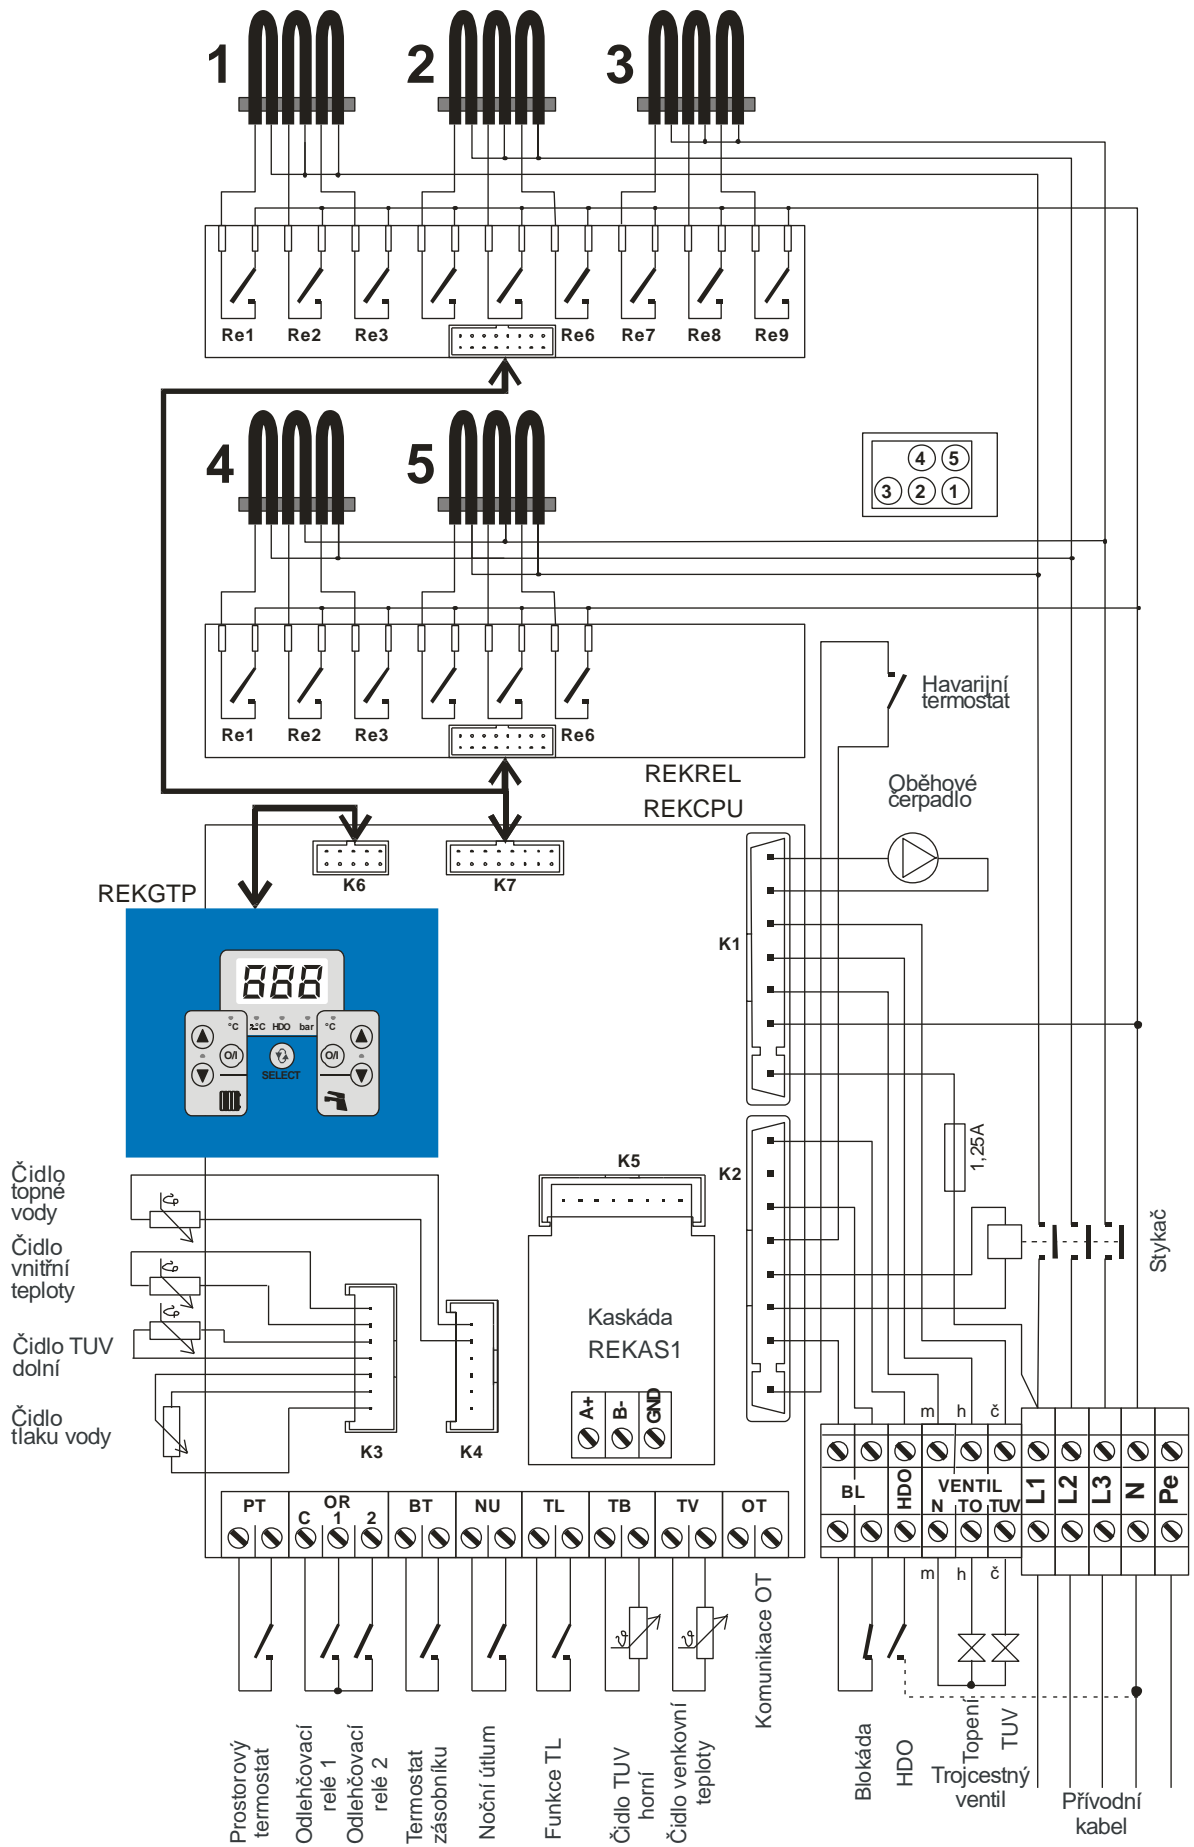 1 2 3
Re1 Re2 Re3 Re6 Re7 Re8 Re9
4 5
4 5
3 2 1
Re1 Re2 Re3 Re6
Havarijní
termostat
REKREL
REKCPU
Oběhové
čerpadlo
K6 K7
REKGTP
K1
888
°C °C HDO bar °C
O/I O/I
SELECT
1,25A
Čidlo
topné
vody
K5
K2
Stykač
Čidlo
vnitřní
teploty
Kaskáda
REKAS1
Čidlo TUV
dolní
A+ B- GND
Čidlo
tlaku vody
K3 K4
m h č
PT OR BT NU TL TB TV OT
C 1 2
BL HDO VENTIL L1 L2 L3 N Pe
N TO TUV
m h č
Komunikace OT
Prostorový
termostat
Odlehčovací
relé 1
Odlehčovací
relé 2
Termostat
zásobníku
Noční útlum
Funkce TL
Čidlo TUV
horní
Čidlo venkovní
teploty
Blokáda
HDO
Topení
TUV
Trojcestný
ventil
Přívodní
kabel